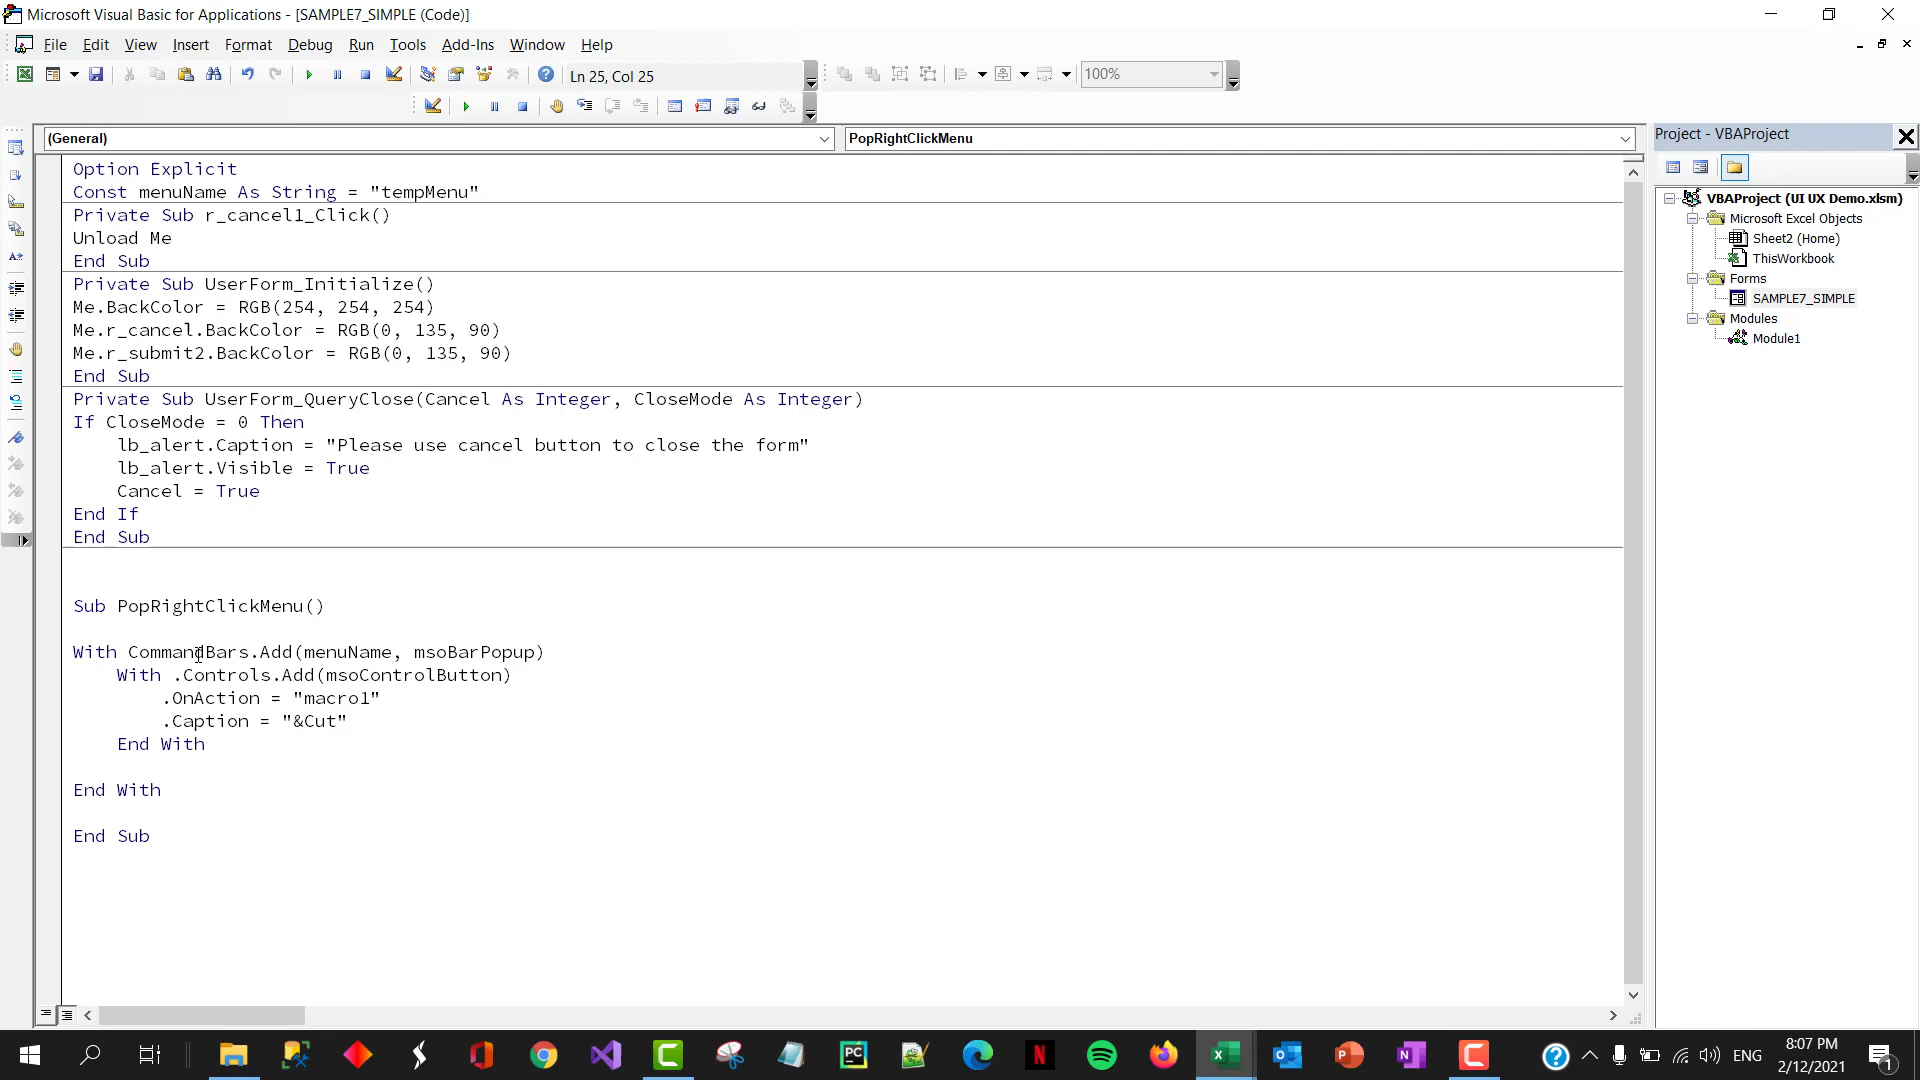 Microsoft Visual Basic for Applications - [SAMPLE7_SIMPLE (Code)]
File Edit View Insert Format Debug Run Tools Add-Ins Window Help
Ln 25, Col 25
100%
(General)
PopRightClickMenu
Option Explicit
Const menuName As String = "tempMenu"
Private Sub r_cancel1_Click()
Unload Me
End Sub
Private Sub UserForm_Initialize()
Me.BackColor = RGB(254, 254, 254)
Me.r_cancel.BackColor = RGB(0, 135, 90)
Me.r_submit2.BackColor = RGB(0, 135, 90)
End Sub
Private Sub UserForm_QueryClose(Cancel As Integer, CloseMode As Integer)
If CloseMode = 0 Then
lb_alert.Caption = "Please use cancel button to close the form"
lb_alert.Visible = True
Cancel = True
End If
End Sub
Sub PopRightClickMenu()
With CommandBars.Add(menuName, msoBarPopup)
With .Controls.Add(msoControlButton)
.OnAction = "macro1"
.Caption = "&Cut"
End With
End With
End Sub
Project - VBAProject
VBAProject (UI UX Demo.xlsm)
Microsoft Excel Objects
Sheet2 (Home)
ThisWorkbook
Forms
SAMPLE7_SIMPLE
Modules
Module1
ENG
8:07 PM
2/12/2021
1